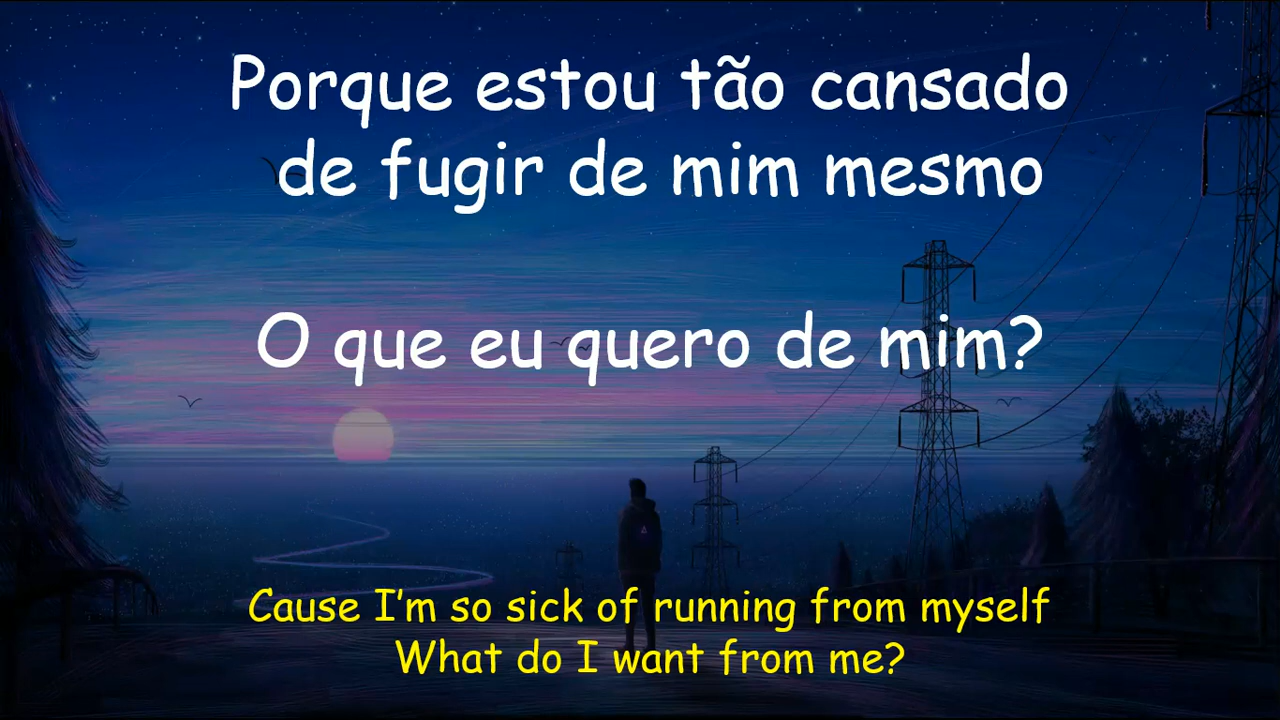 Porque estou tão cansado
de fugir de mim mesmo
O que eu quero de mim?
Cause I'm so sick of running from myself
What do I want from me?